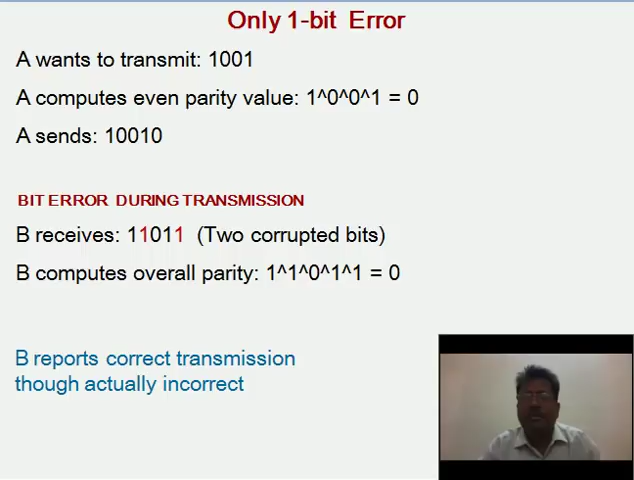 Only 1-bit Error
A wants to transmit: 1001
A computes even parity value: 1^0^0^1 = 0
A sends: 10010
BIT ERROR DURING TRANSMISSION
B receives: 11011 (Two corrupted bits)
B computes overall parity: 1^1^0^1^1 = 0
B reports correct transmission
though actually incorrect